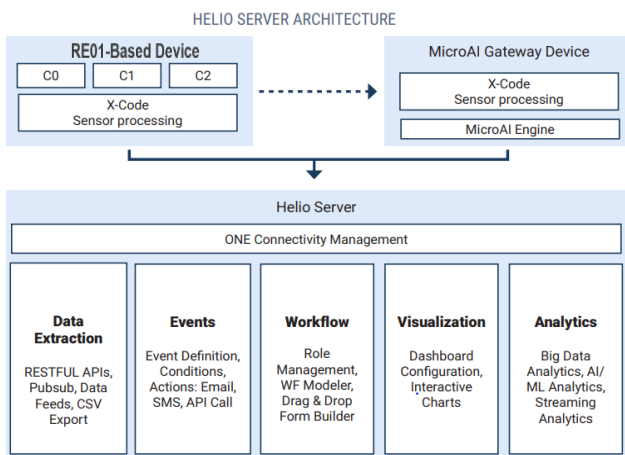 HELIO SERVER ARCHITECTURE
RE01-Based Device
C0
C1
C2
X-Code
Sensor processing
MicroAI Gateway Device
X-Code
Sensor processing
MicroAI Engine
Helio Server
ONE Connectivity Management
Data
Extraction
RESTFUL APIs,
Pubsub, Data
Feeds, CSV
Export
Events
Event Definition,
Conditions,
Actions: Email,
SMS, API Call
Workflow
Role
Management,
WF Modeler,
Drag & Drop
Form Builder
Visualization
Dashboard
Configuration,
Interactive
Charts
Analytics
Big Data
Analytics, AI/
ML Analytics,
Streaming
Analytics